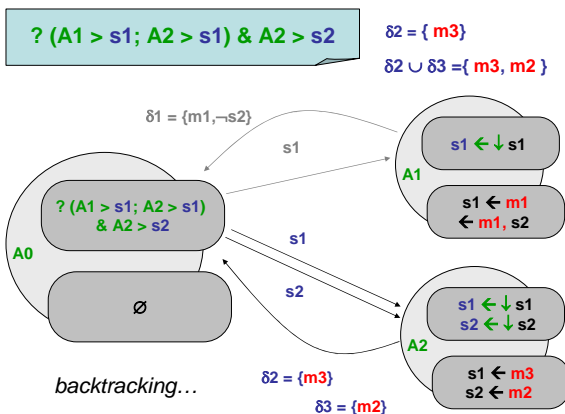 ? (A1 > s1; A2 > s1) & A2 > s2
δ2 = { m3}
δ2 ∪ δ3 ={ m3, m2 }
δ1 = {m1,¬s2}
s1
s1 ← ↓ s1
A1
s1 ← m1
← m1, s2
? (A1 > s1; A2 > s1)
& A2 > s2
A0
∅
s1
s2
s1 ← ↓ s1
s2 ← ↓ s2
A2
s1 ← m3
s2 ← m2
δ2 = {m3}
δ3 = {m2}
backtracking…